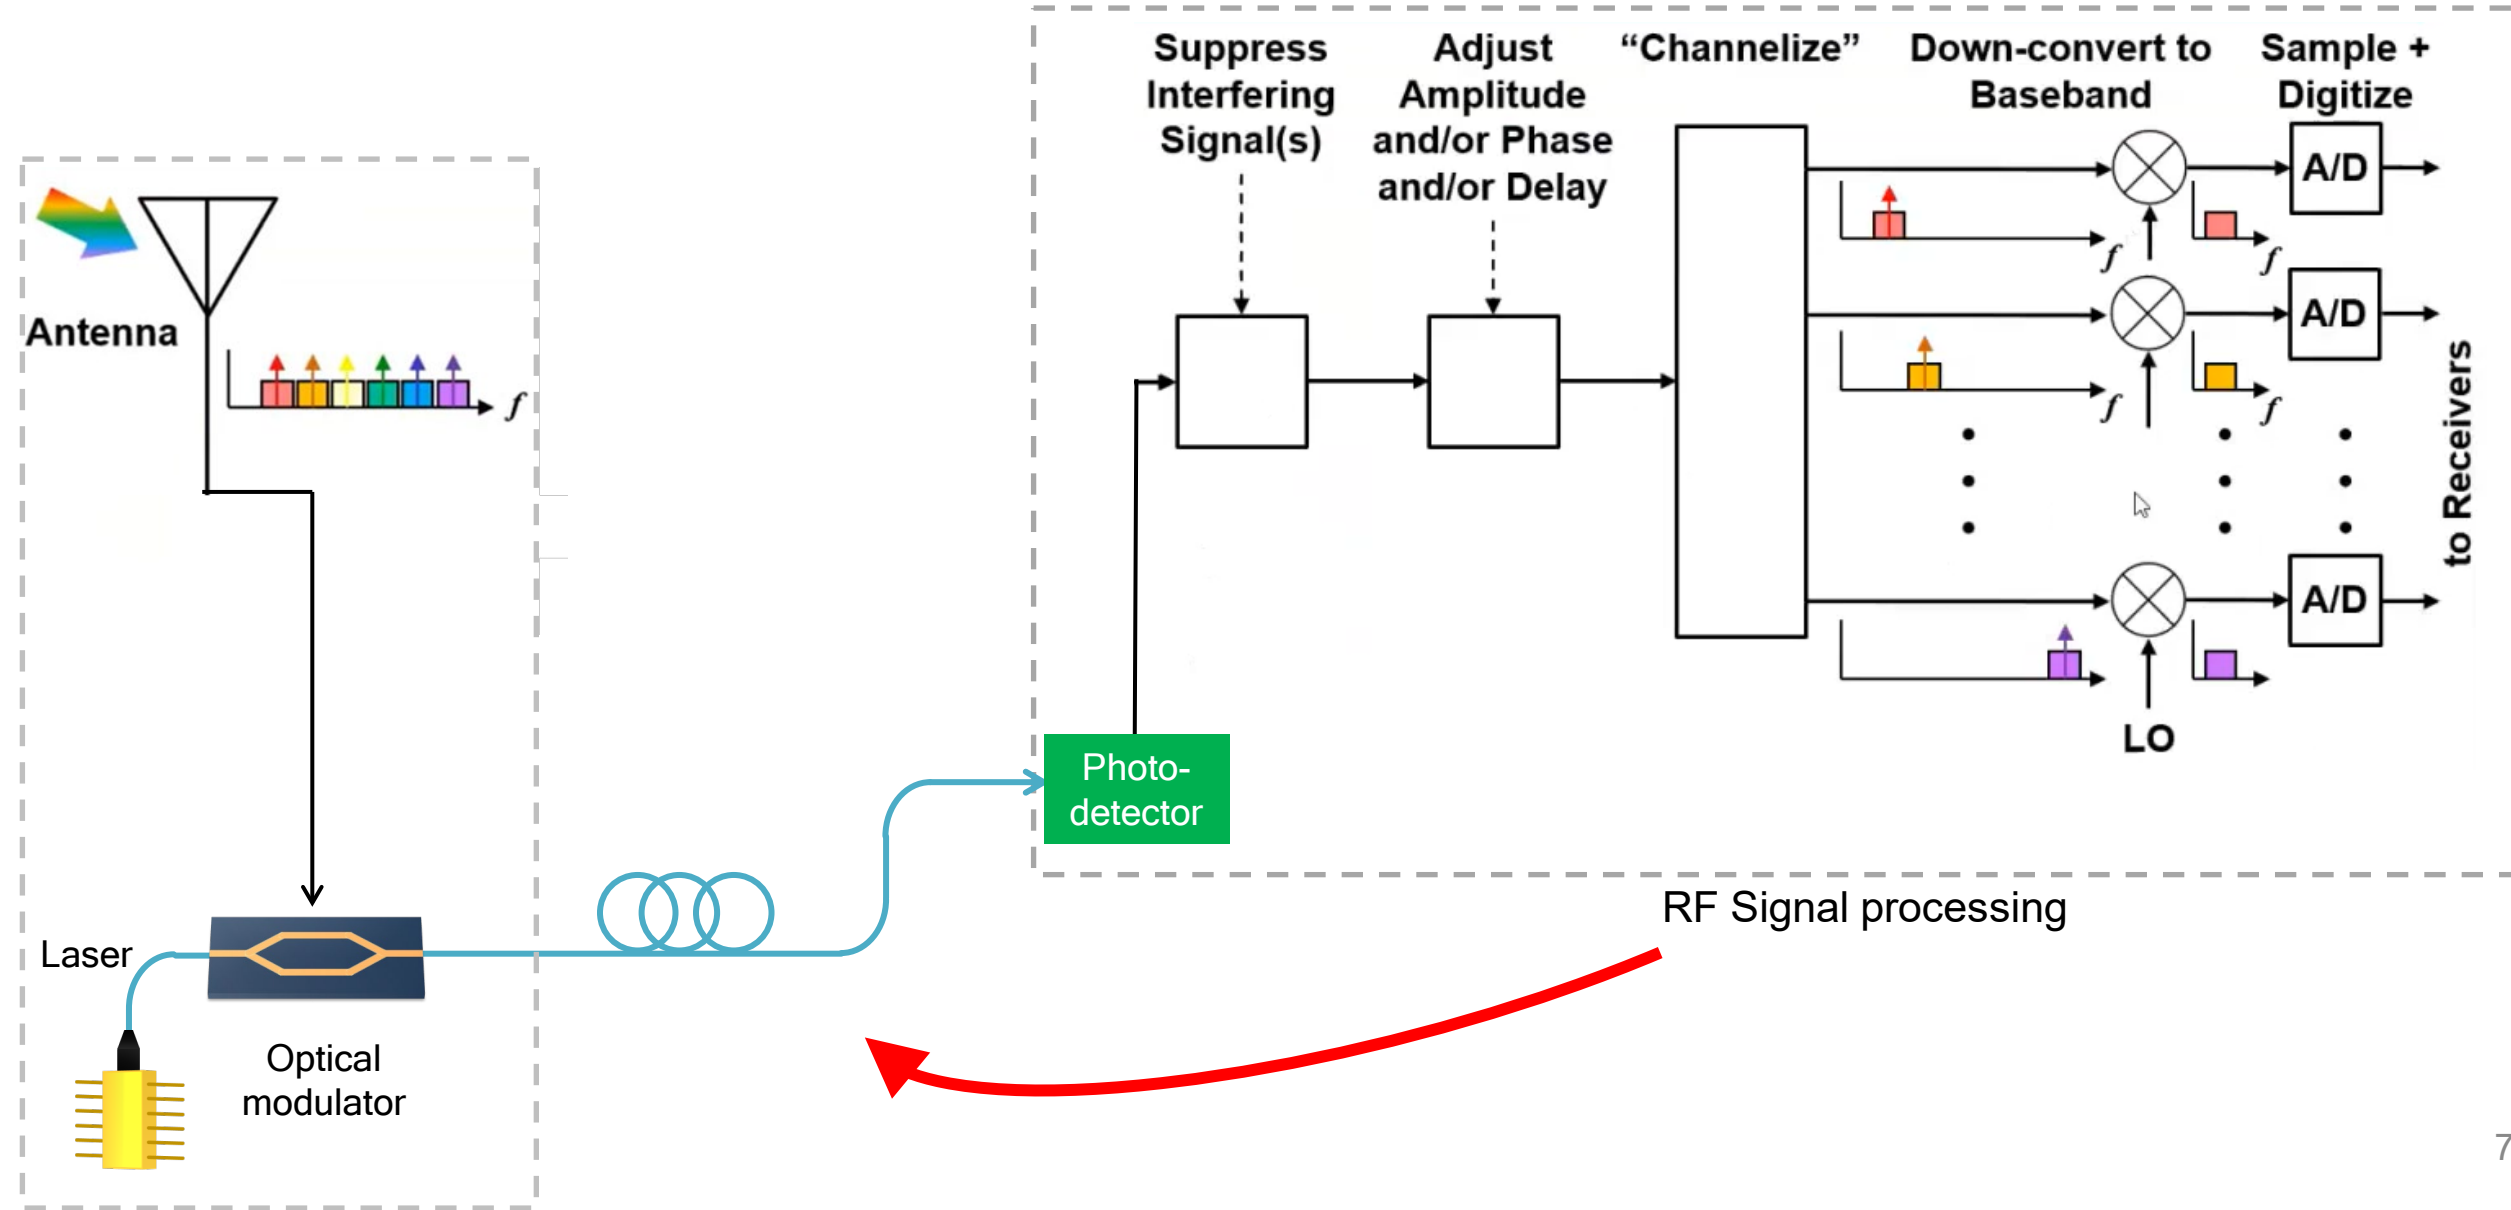 Suppress
Interfering
Signal(s)
Adjust
Amplitude
and/or Phase
and/or Delay
“Channelize”
Down-convert to
Baseband
Sample +
Digitize
Antenna
f
f
f
A/D
f
f
A/D
A/D
LO
to Receivers
Photo-
detector
RF Signal processing
Laser
Optical
modulator
7